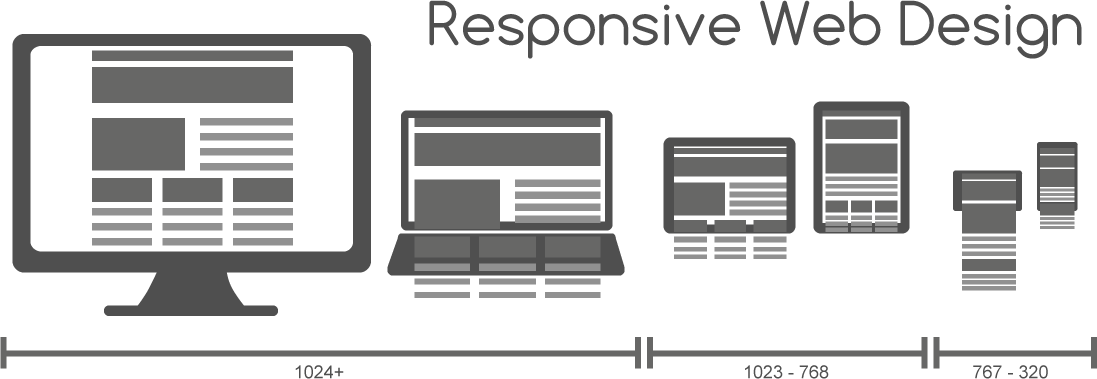 Responsive Web Design
1024+
1023 - 768
767 - 320